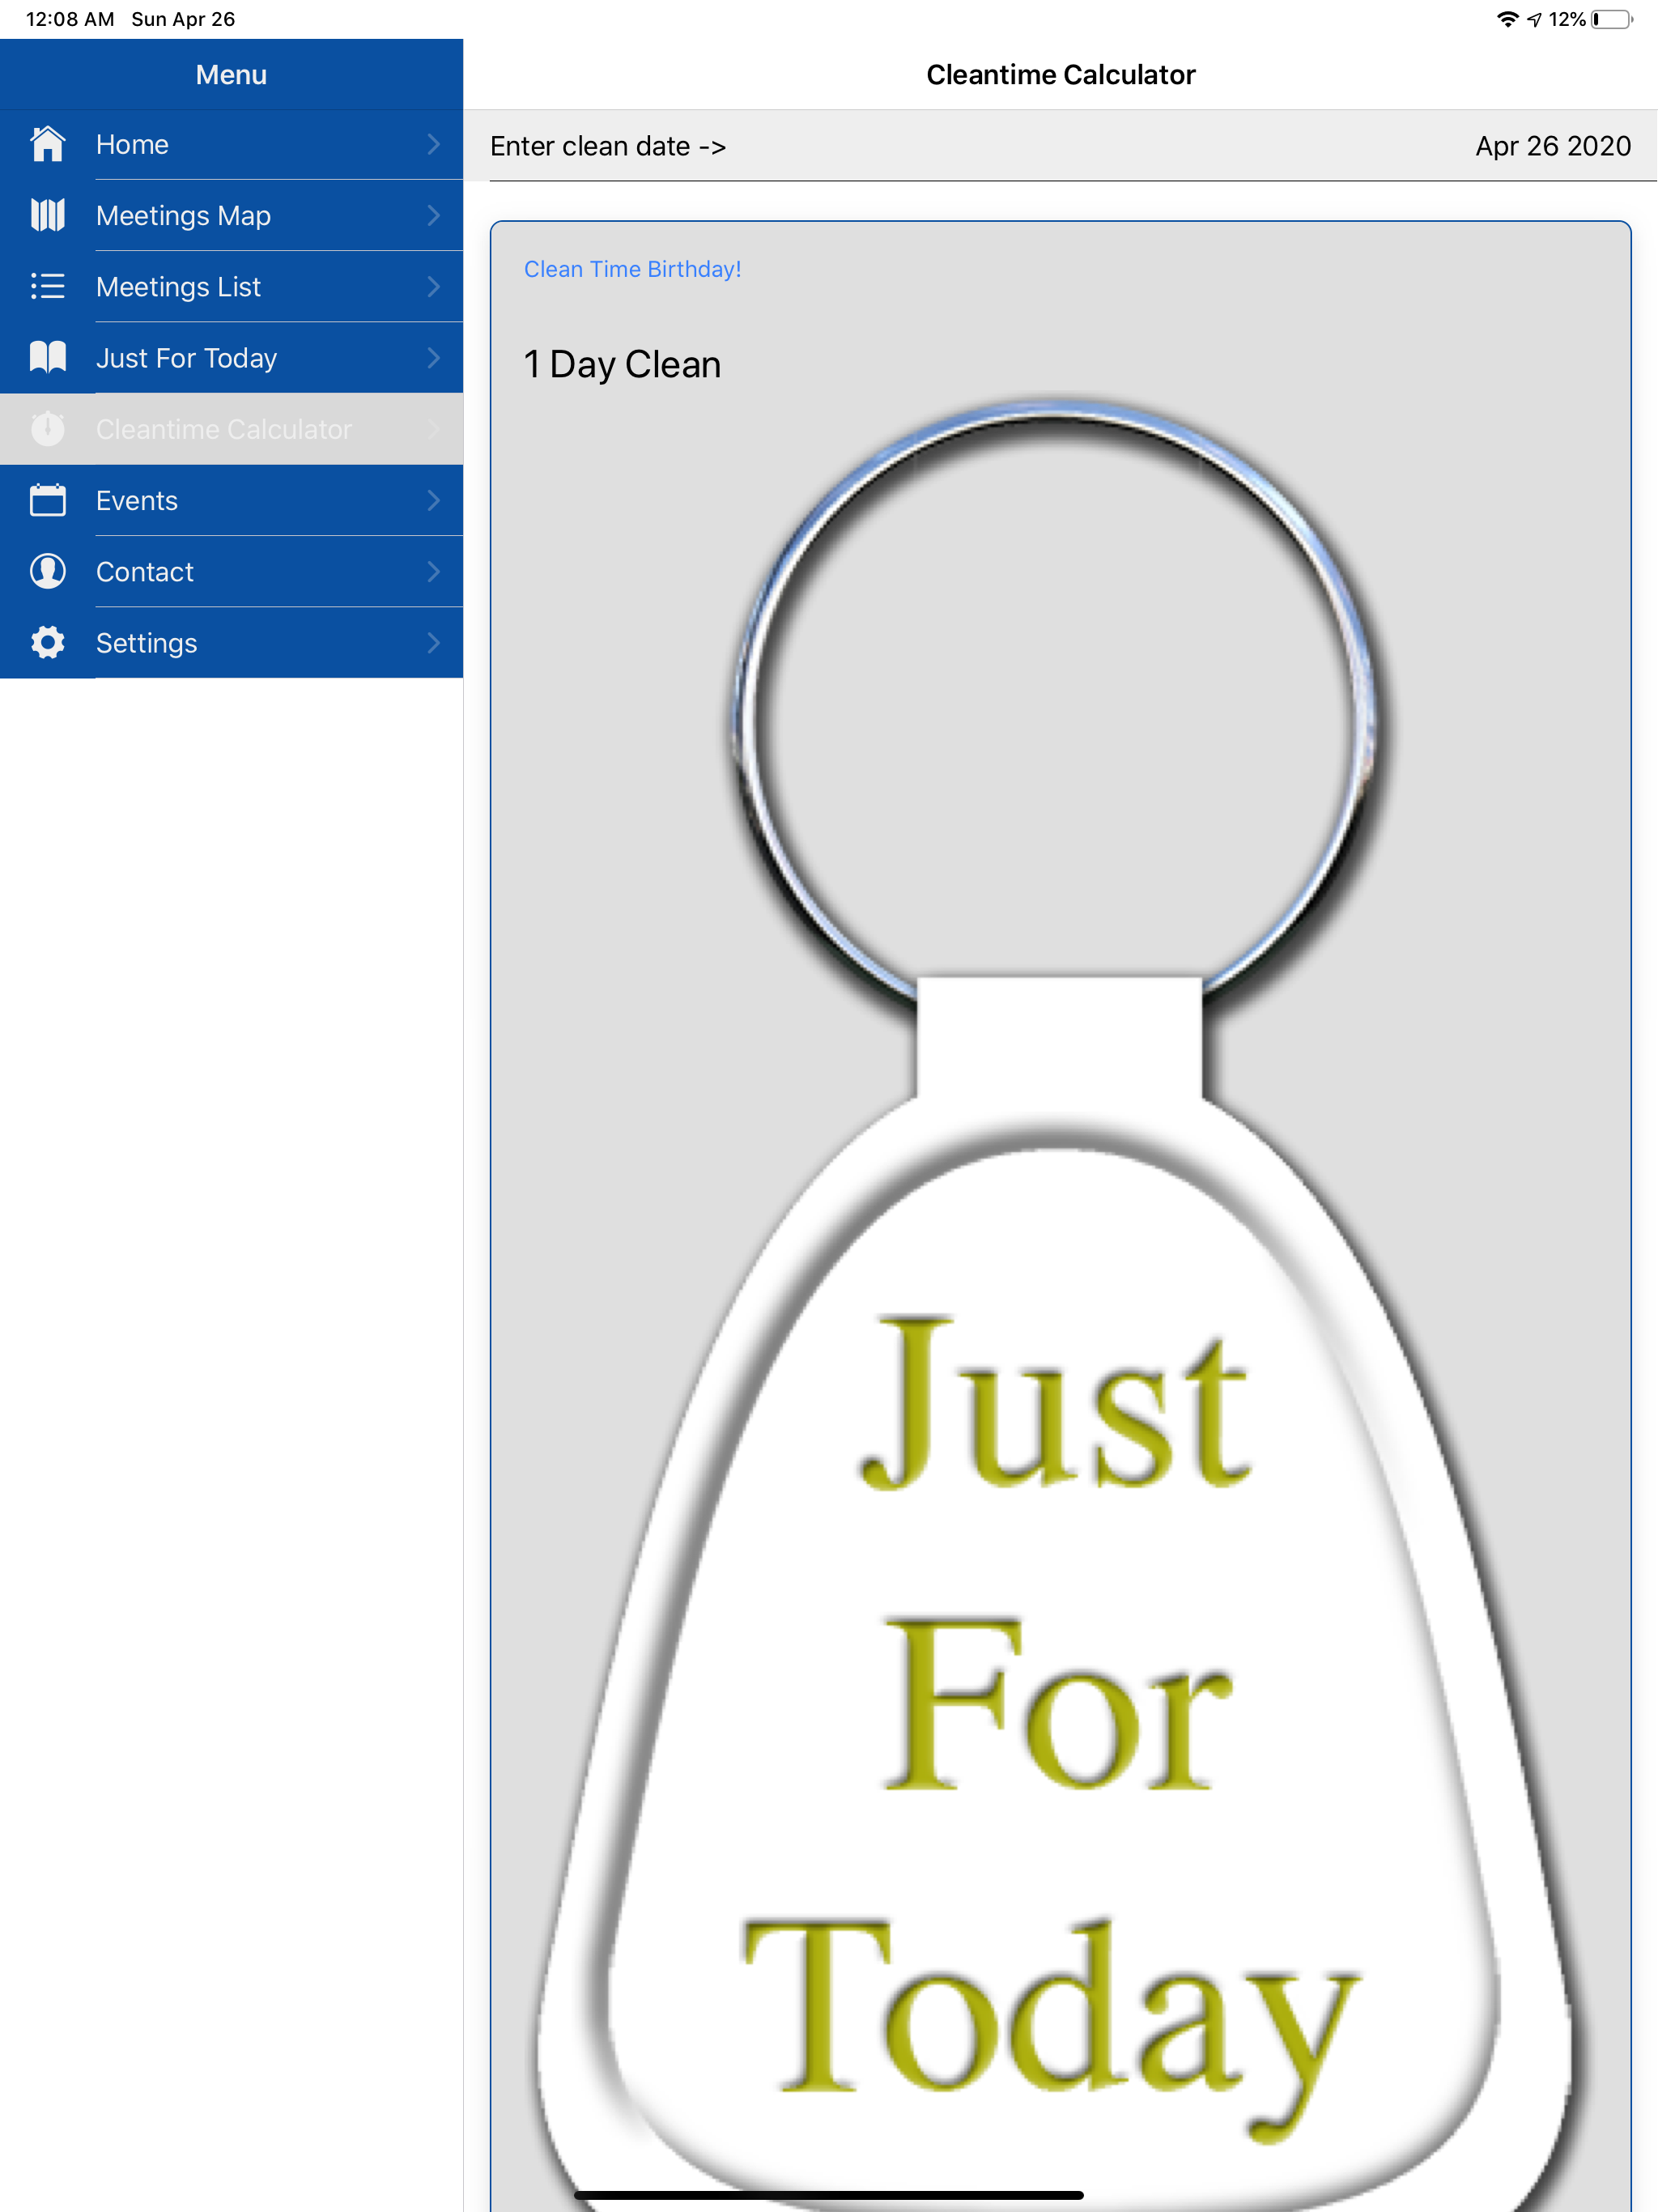 12:08 AM Sun Apr 26
12%
Menu
Home
Meetings Map
Meetings List
Just For Today
Cleantime Calculator
Events
Contact
Settings
Cleantime Calculator
Enter clean date -> Apr 26 2020
Clean Time Birthday!
1 Day Clean
Just
For
Today